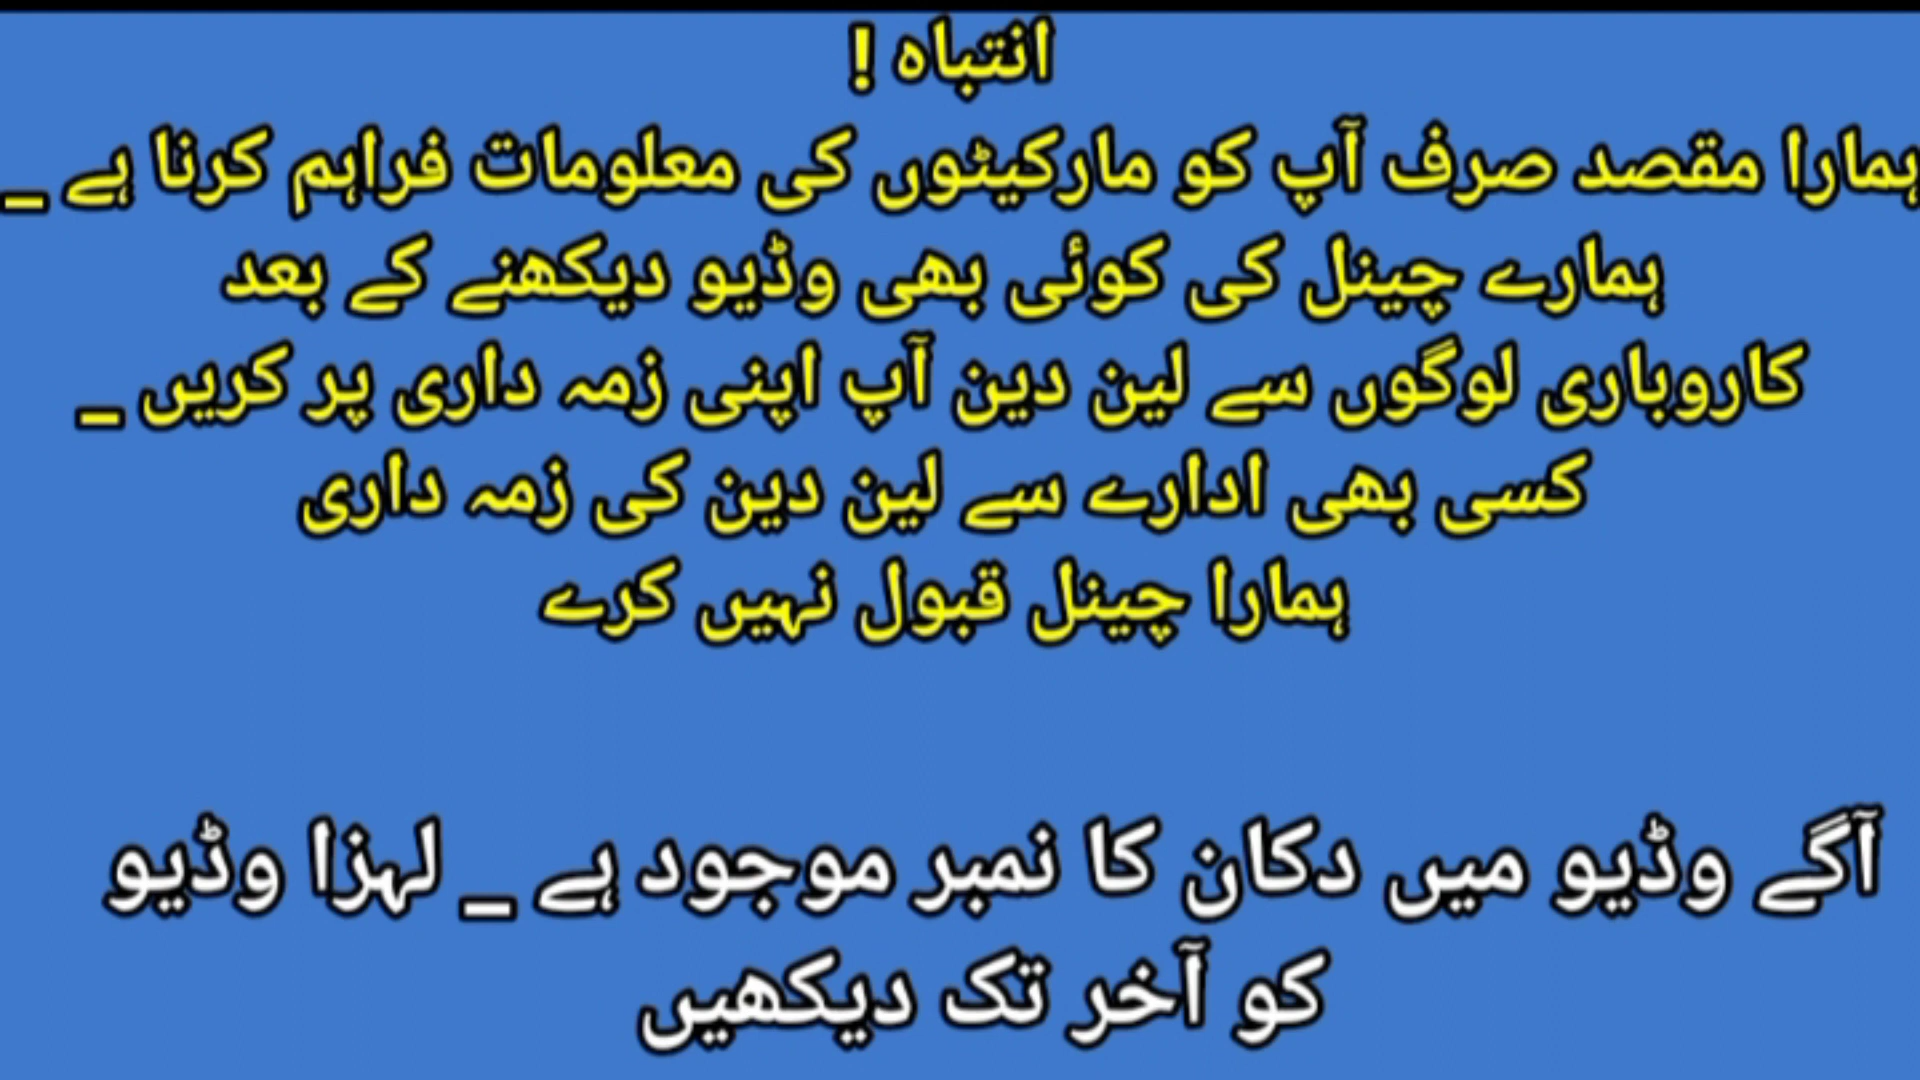 انتباہ !
ہمارا مقصد صرف آپ کو مارکیٹوں کی معلومات فراہم کرنا ہے _
ہمارے چینل کی کوئی بھی وڈیو دیکھنے کے بعد
کاروباری لوگوں سے لین دین آپ اپنی زمہ داری پر کریں _
کسی بھی ادارے سے لین دین کی زمہ داری
ہمارا چینل قبول نہیں کرے
آگے وڈیو میں دکان کا نمبر موجود ہے _ لہزا وڈیو
کو آخر تک دیکھیں